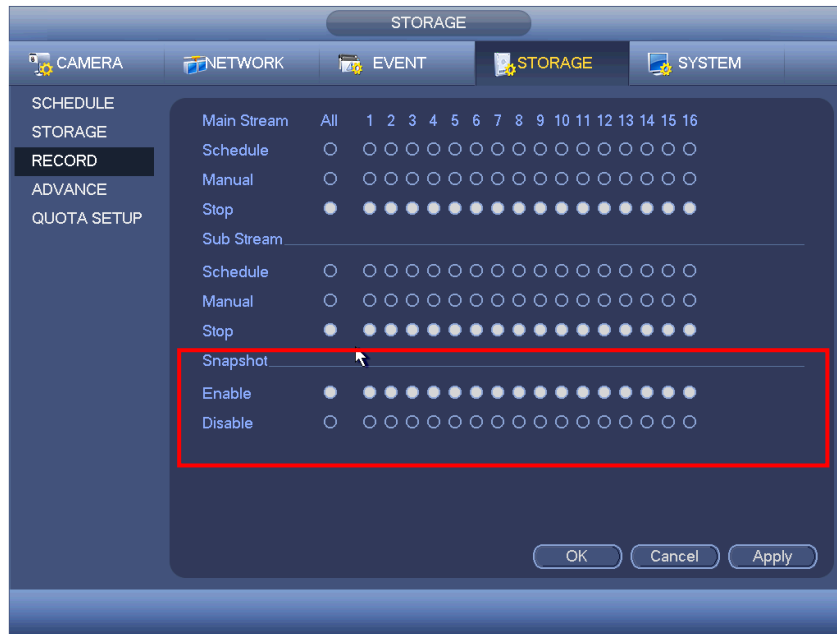 STORAGE
CAMERA NETWORK EVENT STORAGE SYSTEM
SCHEDULE
STORAGE
RECORD
ADVANCE
QUOTA SETUP
Main Stream All 1 2 3 4 5 6 7 8 9 10 11 12 13 14 15 16
Schedule
Manual
Stop
Sub Stream
Schedule
Manual
Stop
Snapshot
Enable
Disable
OK Cancel Apply